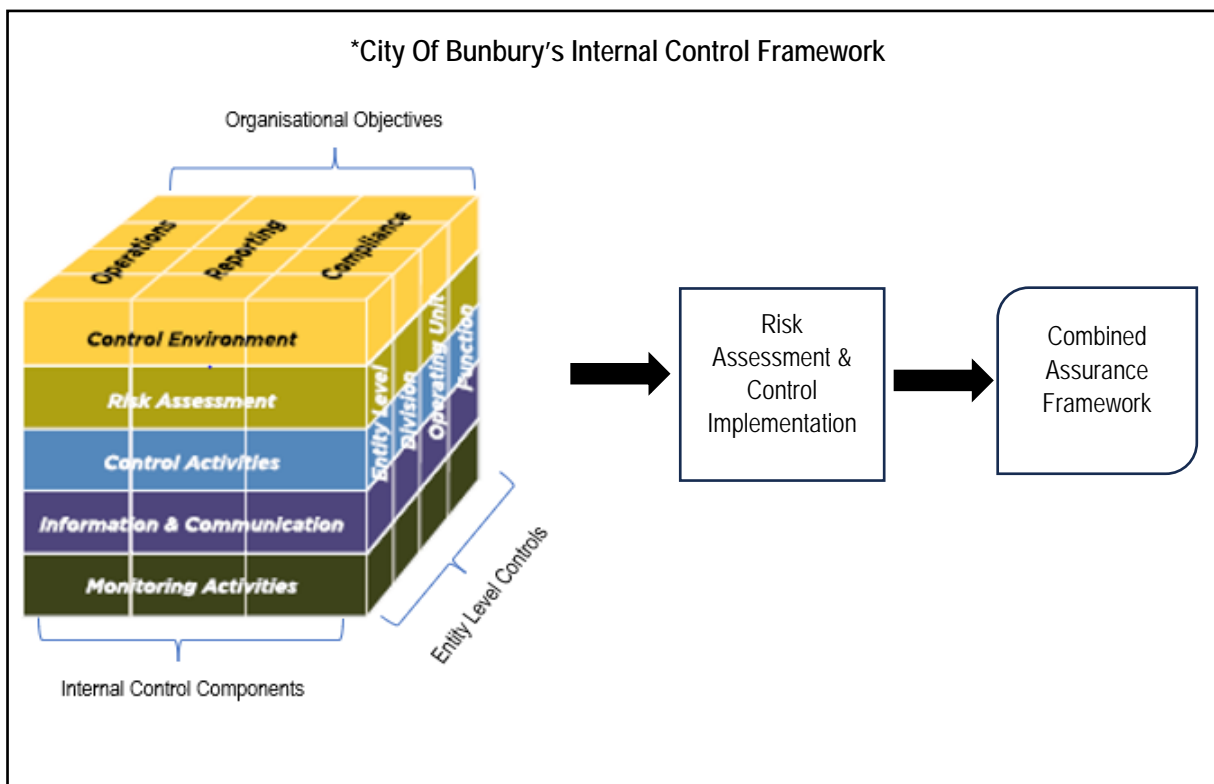 *City Of Bunbury's Internal Control Framework
Organisational Objectives
Operations
Reporting
Compliance
Control Environment
Risk Assessment
Control Activities
Information & Communication
Monitoring Activities
Entity Level
Division
Operating Unit
Function
Entity Level Controls
Internal Control Components
Risk
Assessment &
Control
Implementation
Combined
Assurance
Framework